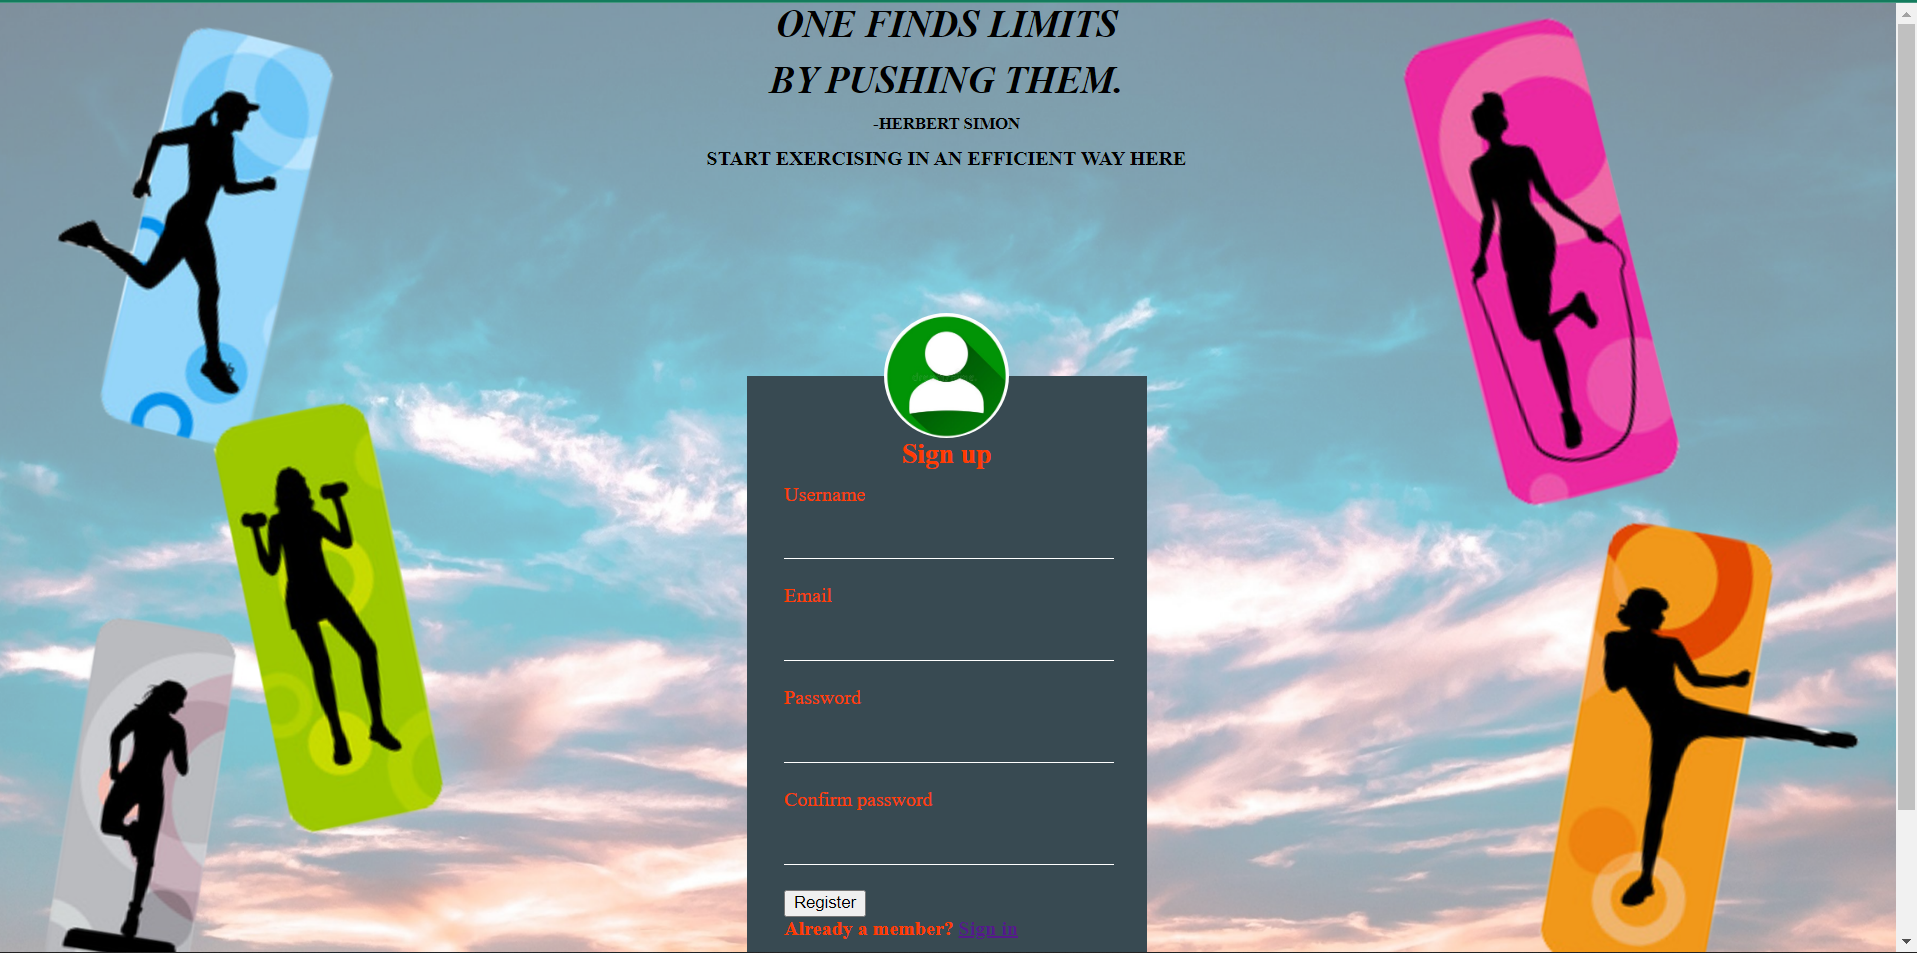 ONE FINDS LIMITS
BY PUSHING THEM.
-HERBERT SIMON
START EXERCISING IN AN EFFICIENT WAY HERE
Sign up
Username
Email
Password
Confirm password
Register
Already a member? Sign in